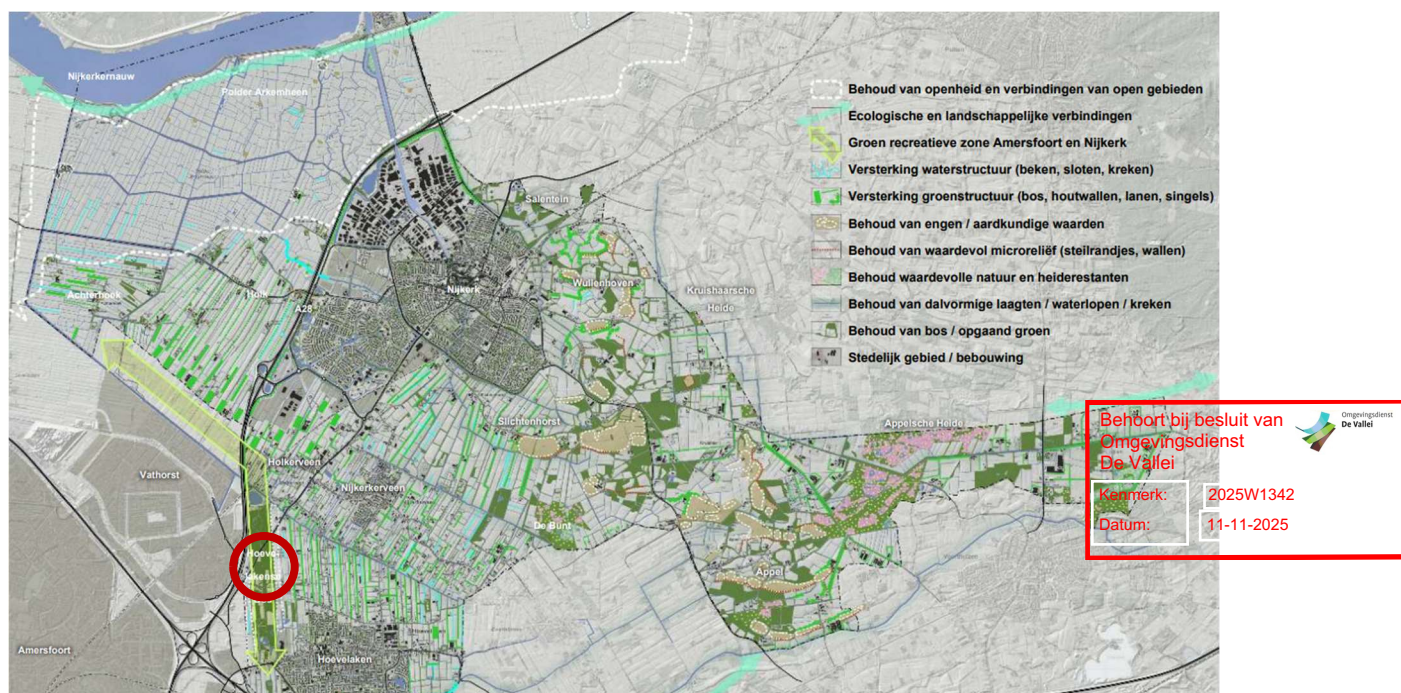 Nijkerkernauw
Polder Arkemheen
Putten
Behoud van openheid en verbindingen van open gebieden
Ecologische en landschappelijke verbindingen
Groen recreatieve zone Amersfoort en Nijkerk
Versterking waterstructuur (beken, sloten, kreken)
Versterking groenstructuur (bos, houtwallen, lanen, singels)
Behoud van engen / aardkundige waarden
Behoud van waardevol microreliëf (steilrandjes, wallen)
Behoud waardevolle natuur en heiderestanten
Behoud van dalvormige laagten / waterlopen / kreken
Behoud van bos / opgaand groen
Stedelijk gebied / bebouwing
Salentein
Achterhoek
Holk
A28
Nijkerk
Wullenhoven
Kruishaarsche
Heide
Slichtenhorst
Appelsche Heide
Vathorst
Holkerveen
Nijkerkerveen
De Bunt
Appel
Amersfoort
Hoevelaken
Behoort bij besluit van
Omgevingsdienst
De Vallei
Kenmerk: 2025W1342
Datum: 11-11-2025
Omgevingsdienst
De Vallei